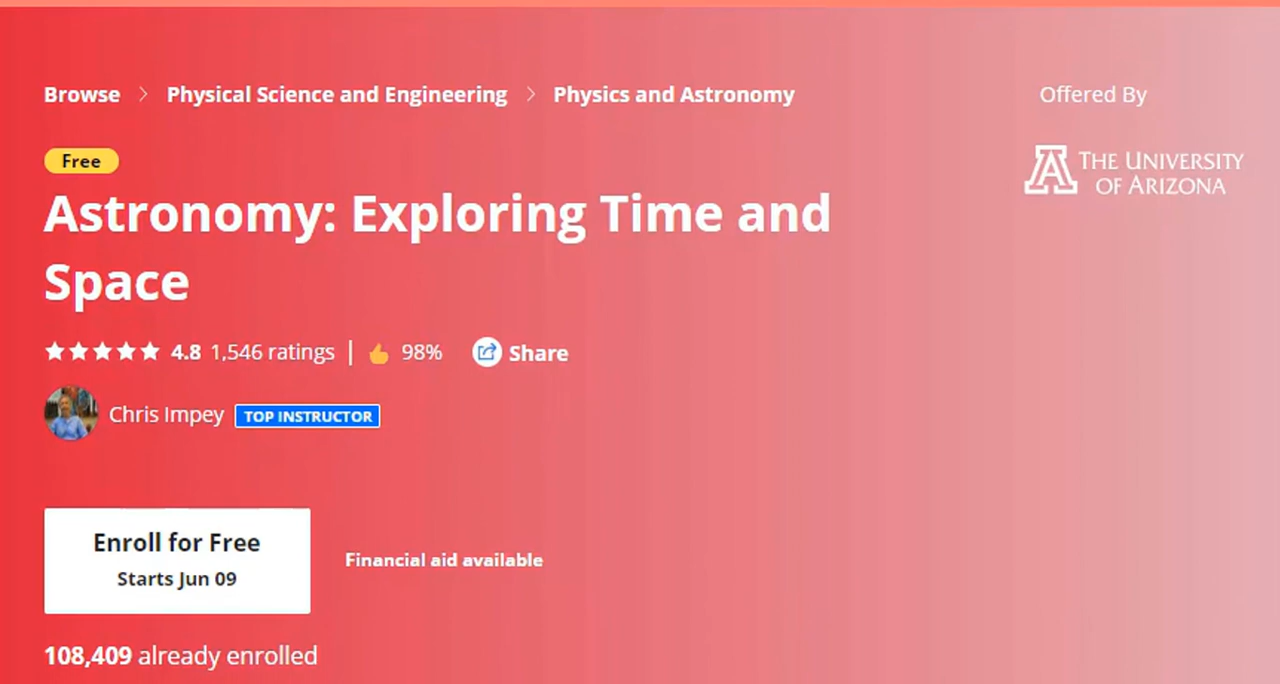 Browse > Physical Science and Engineering > Physics and Astronomy
Offered By
Free
THE UNIVERSITY
OF ARIZONA
Astronomy: Exploring Time and
Space
4.8 1,546 ratings | 98% Share
Chris Impey TOP INSTRUCTOR
Enroll for Free
Starts Jun 09
Financial aid available
108,409 already enrolled